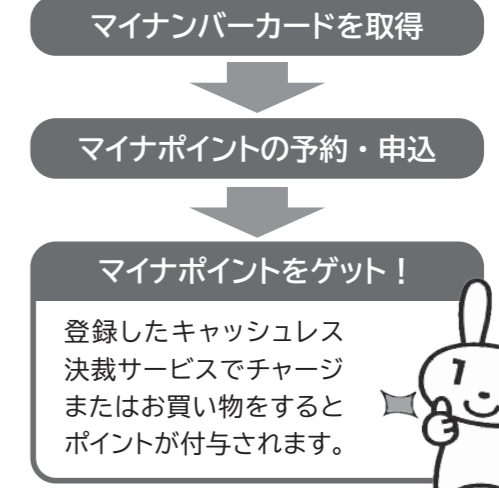 マイナンバーカードを取得
マイナポイントの予約・申込
マイナポイントをゲット！
登録したキャッシュレス
決裁サービスでチャージ
またはお買い物をすると
ポイントが付与されます。
1